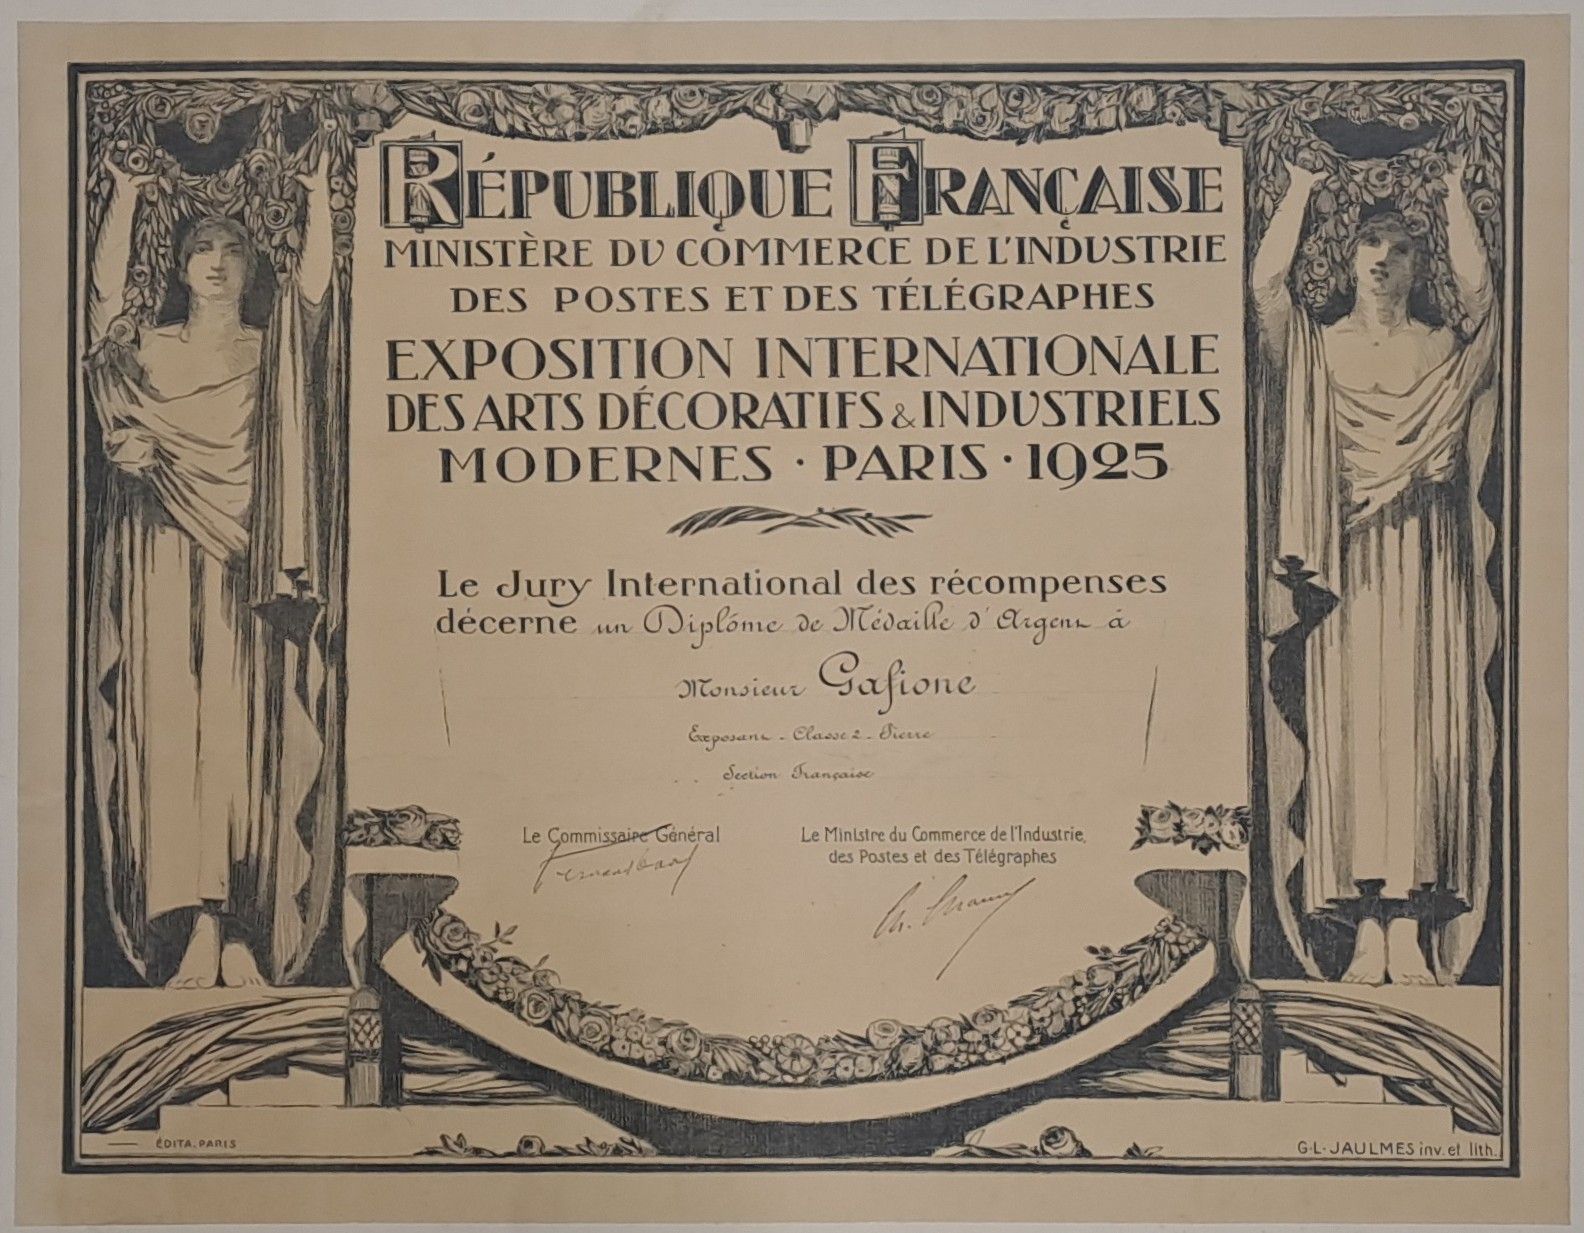 RÉPUBLIQUE FRANÇAISE
MINISTÈRE DU COMMERCE DE L'INDUSTRIE
DES POSTES ET DES TÉLÉGRAPHES
EXPOSITION INTERNATIONALE
DES ARTS DÉCORATIFS & INDUSTRIELS
MODERNES · PARIS · 1925
Le Jury International des récompenses
décerne un Diplôme de Médaille d'Argent à
Monsieur Gafione
Exposant - Classe 2 - Pierre
Section Française
Le Commissaire Général
Le Ministre du Commerce de l'Industrie,
des Postes et des Télégraphes
ÉDITA. PARIS
G·L· JAULMES inv. et lith.